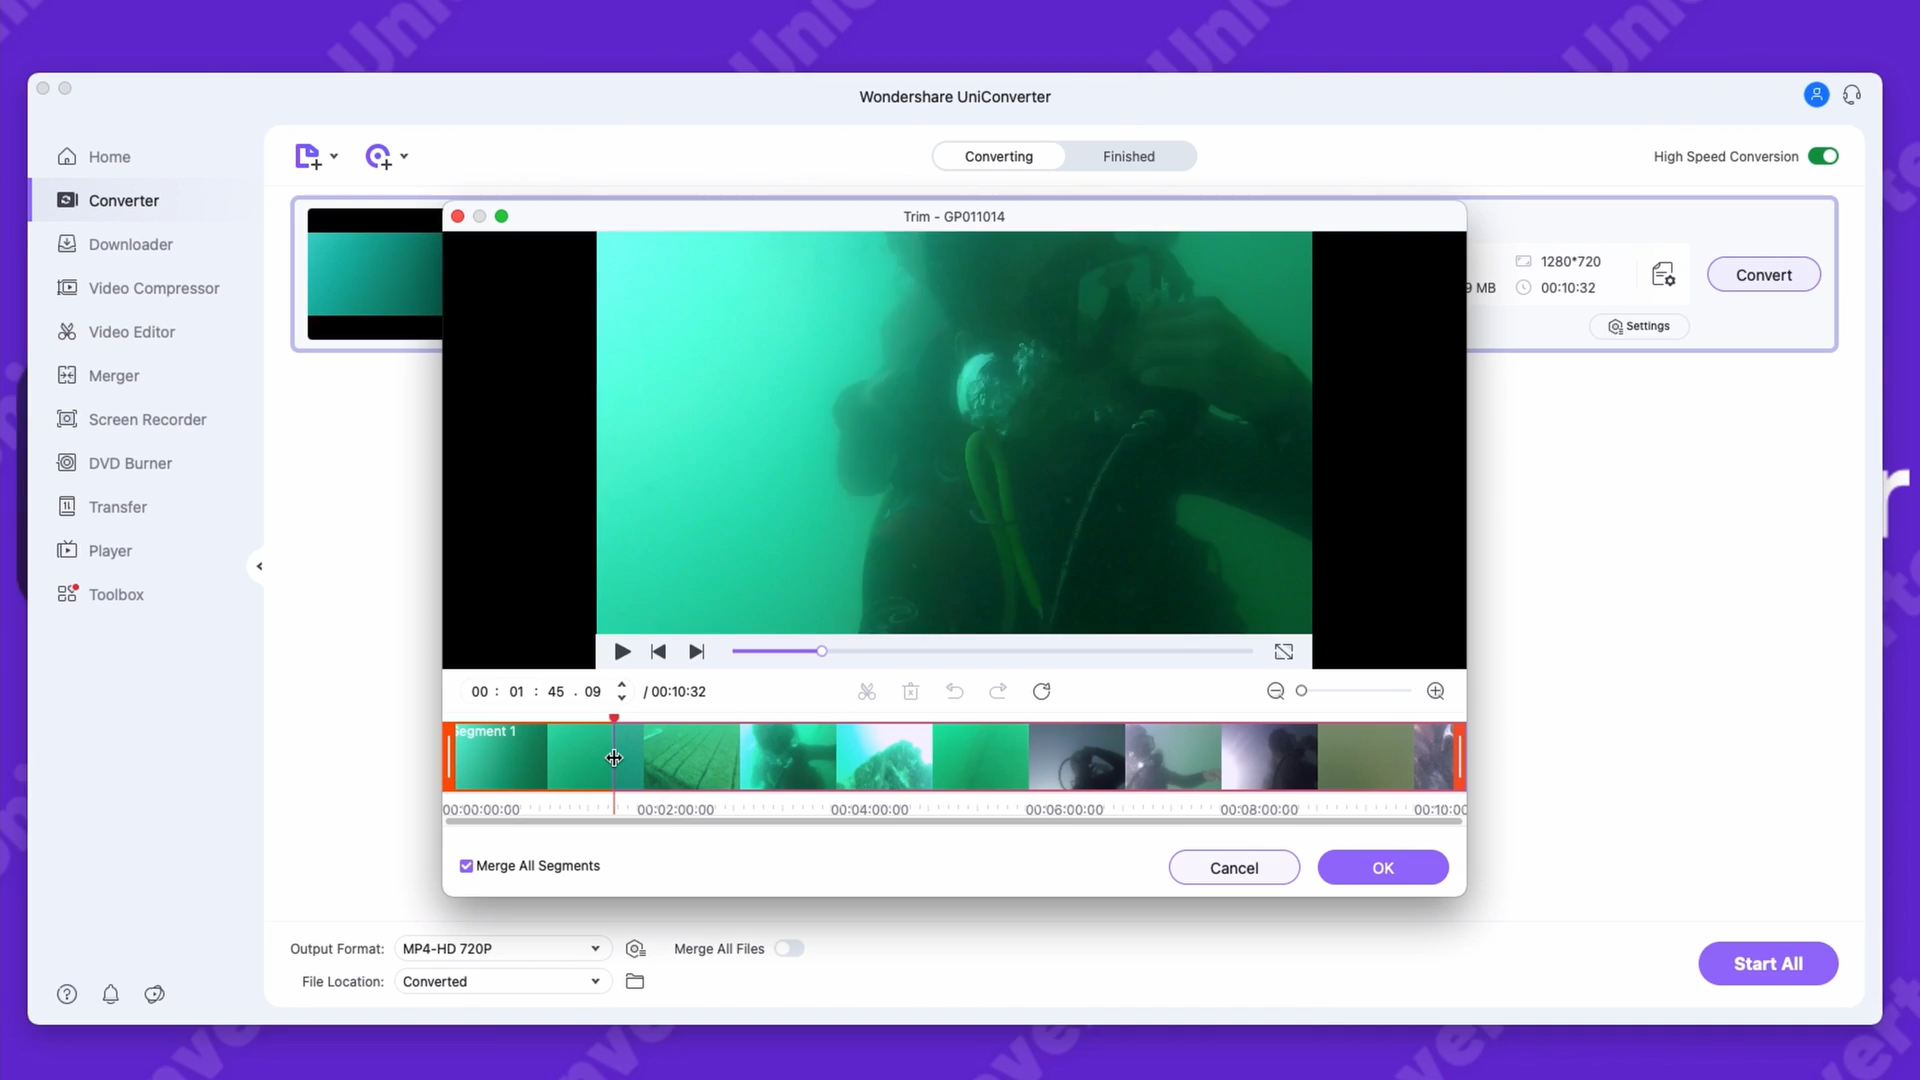 Wondershare UniConverter
Home
Converter
Downloader
Video Compressor
Video Editor
Merger
Screen Recorder
DVD Burner
Transfer
Player
Toolbox
Converting
Finished
High Speed Conversion
Trim - GP011014
9 MB
1280*720
00:10:32
Convert
Settings
00 : 01 : 45 . 09
/ 00:10:32
egment 1
00:00:00:00
00:02:00:00
00:04:00:00
00:06:00:00
00:08:00:00
00:10:00
Merge All Segments
Cancel
OK
Output Format:
MP4-HD 720P
Merge All Files
File Location:
Converted
Start All